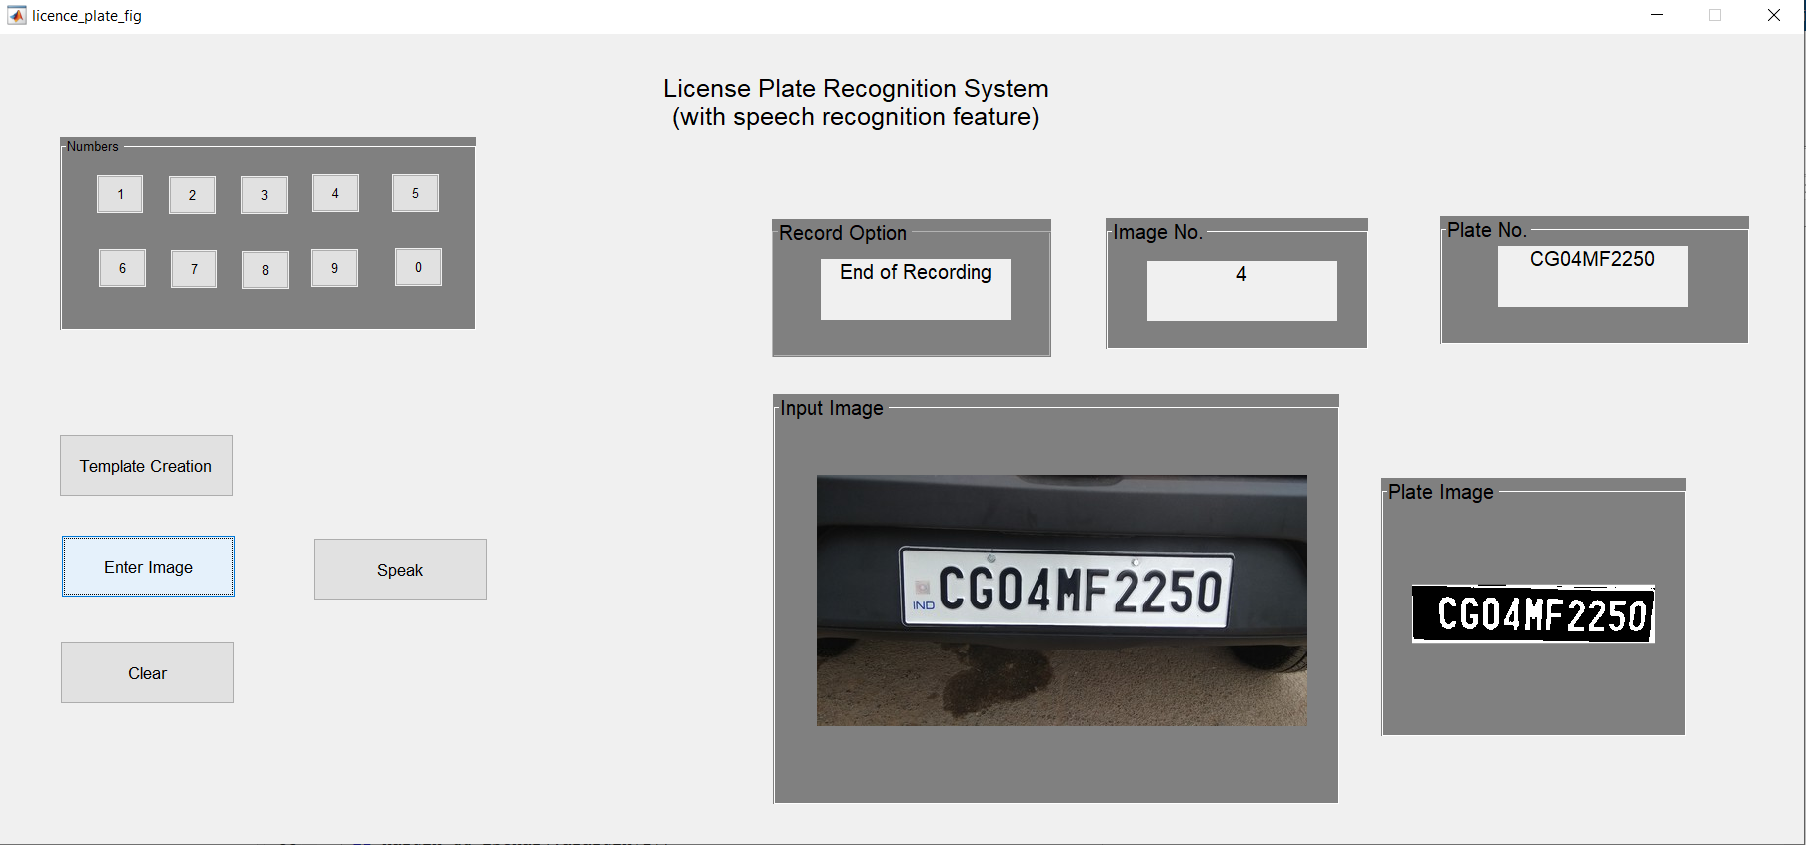 licence_plate_fig
License Plate Recognition System
(with speech recognition feature)
Numbers
1 2 3 4 5
6 7 8 9 0
Record Option
End of Recording
Image No.
4
Plate No.
CG04MF2250
Template Creation
Enter Image
Speak
Clear
Input Image
IND CG04MF2250
Plate Image
CG04MF2250